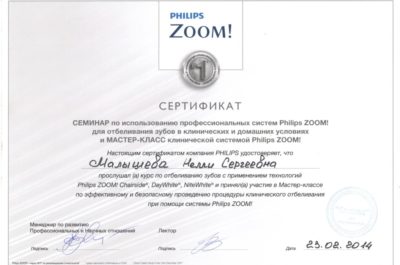 PHILIPS
ZOOM!
1
СЕРТИФИКАТ
СЕМИНАР по использованию профессиональных систем Philips ZOOM!
для отбеливания зубов в клинических и домашних условиях
и МАСТЕР-КЛАСС клинической системой Philips ZOOM!
Настоящим сертификатом компания PHILIPS удостоверяет, что
Малышева Нелли Сергеевна
прослушал (а) курс по отбеливанию зубов с применением технологий
Philips ZOOM! Chairside®, DayWhite®, NiteWhite® и принял(а) участие в Мастер-классе
по эффективному и безопасному проведению процедуры клинического отбеливания
при помощи системы Philips ZOOM!
Менеджер по развитию
Профессиональных и Научных отношений
Лектор
Подпись
Подпись
Дата 23.02.2014